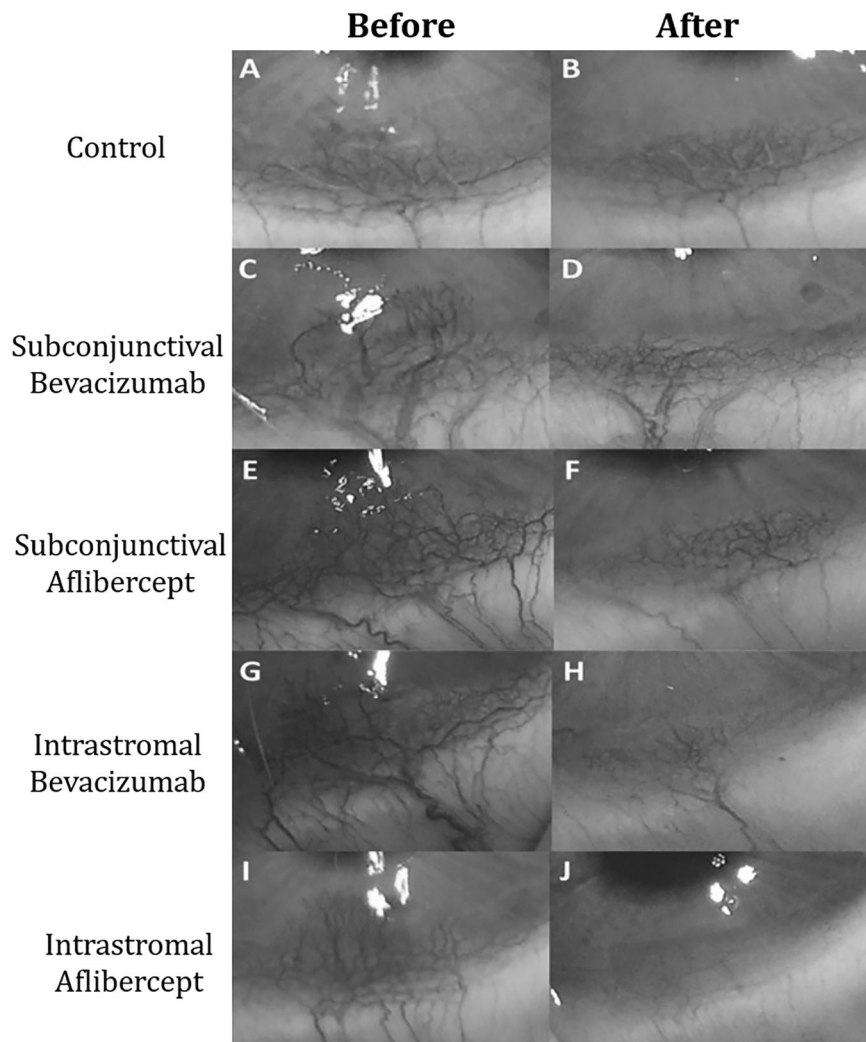 Before After
A B
Control
C D
Subconjunctival
Bevacizumab
E F
Subconjunctival
Aflibercept
G H
Intrastromal
Bevacizumab
I J
Intrastromal
Aflibercept